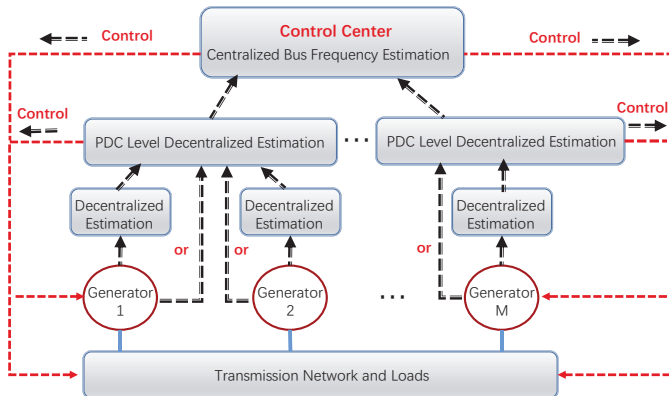 Control Center
Centralized Bus Frequency Estimation
Control
Control
Control
Control
PDC Level Decentralized Estimation
...
PDC Level Decentralized Estimation
Decentralized
Estimation
Decentralized
Estimation
Decentralized
Estimation
or
or
or
Generator
1
Generator
2
...
Generator
M
Transmission Network and Loads